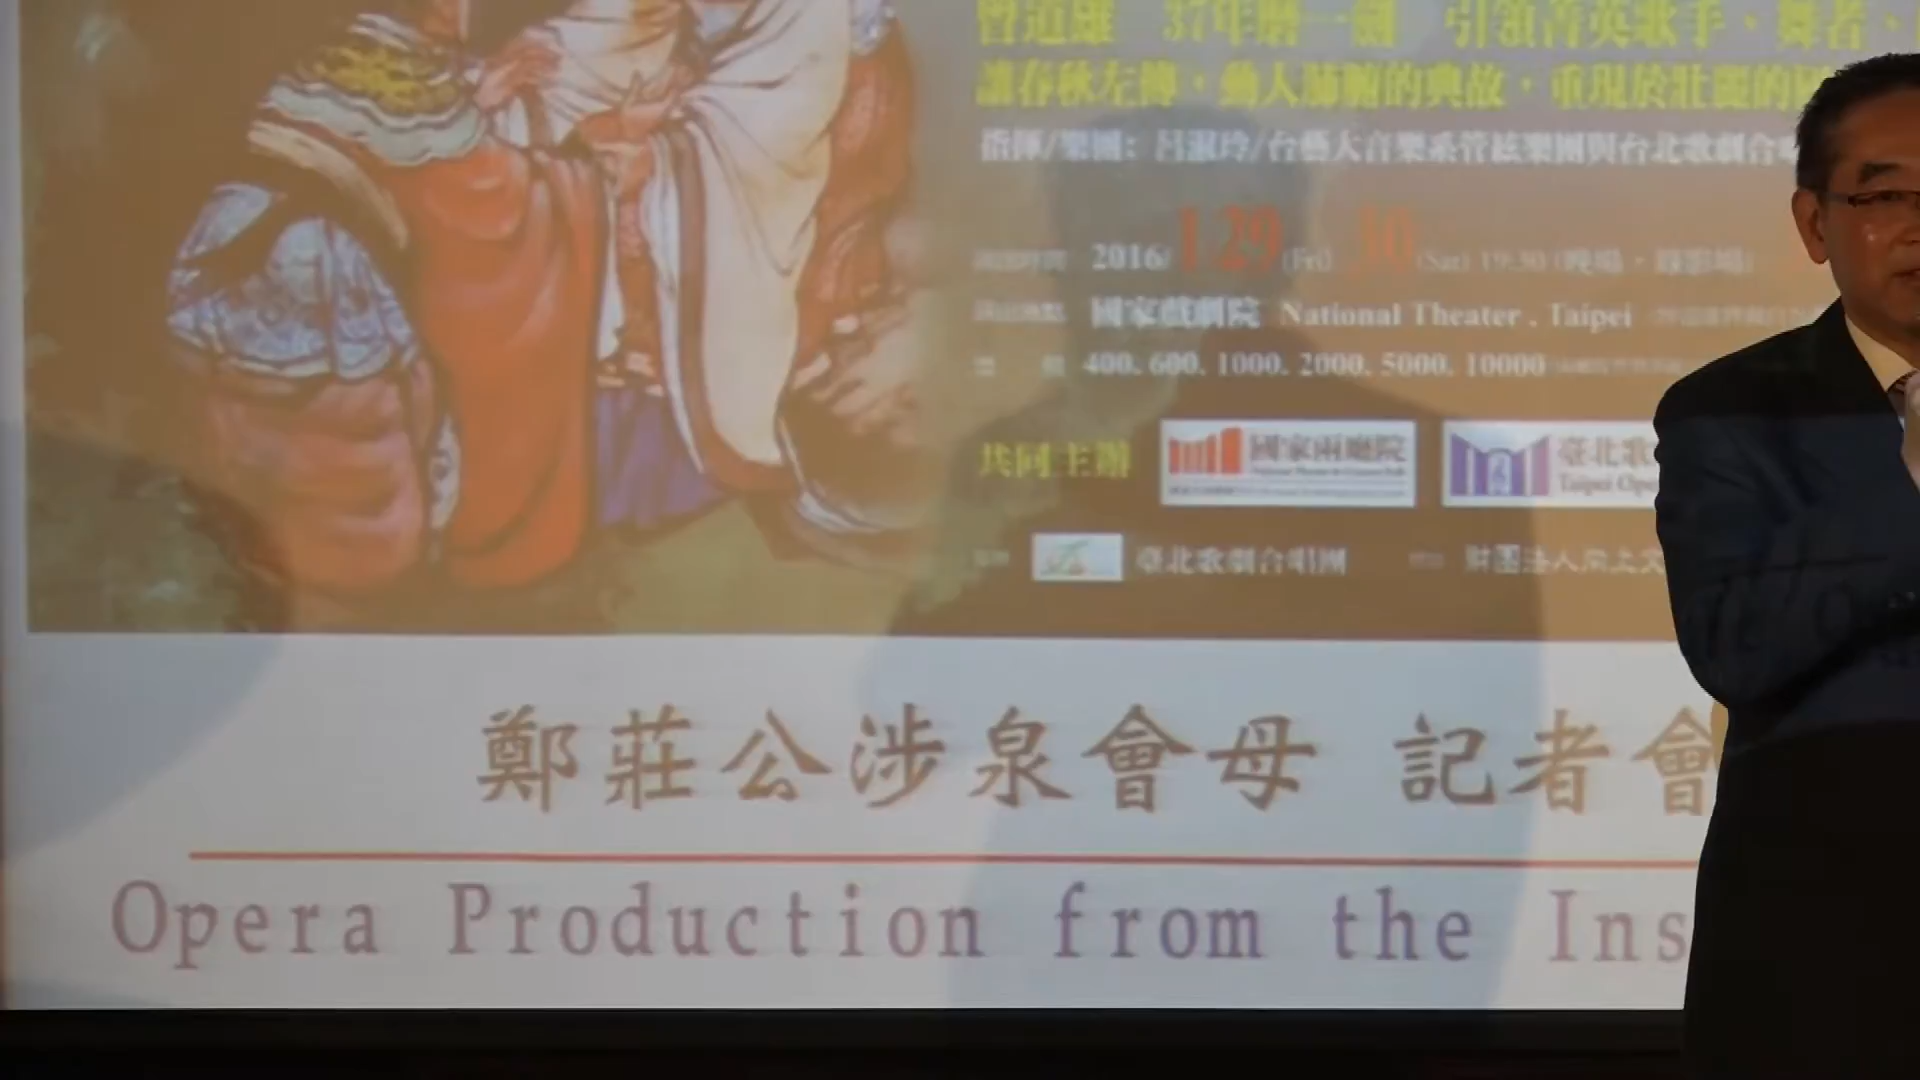 曾道雄 37年磨一劍 引領菁英歌手、舞者、
讓春秋左傳，動人肺腑的典故，重現於壯麗的
指揮/樂團: 呂淑玲/台藝大音樂系管絃樂團與台北歌劇合唱
2016/ 1.29 (Fri) .30 (Sat) 19:30
國家戲劇院 National Theater . Taipei
400. 600. 1000. 2000. 5000. 10000
共同主辦 國家兩廳院 臺北歌
Taipei Ope
臺北歌劇合唱團 財團法人
鄭莊公涉泉會母 記者會
Opera Production from the Ins